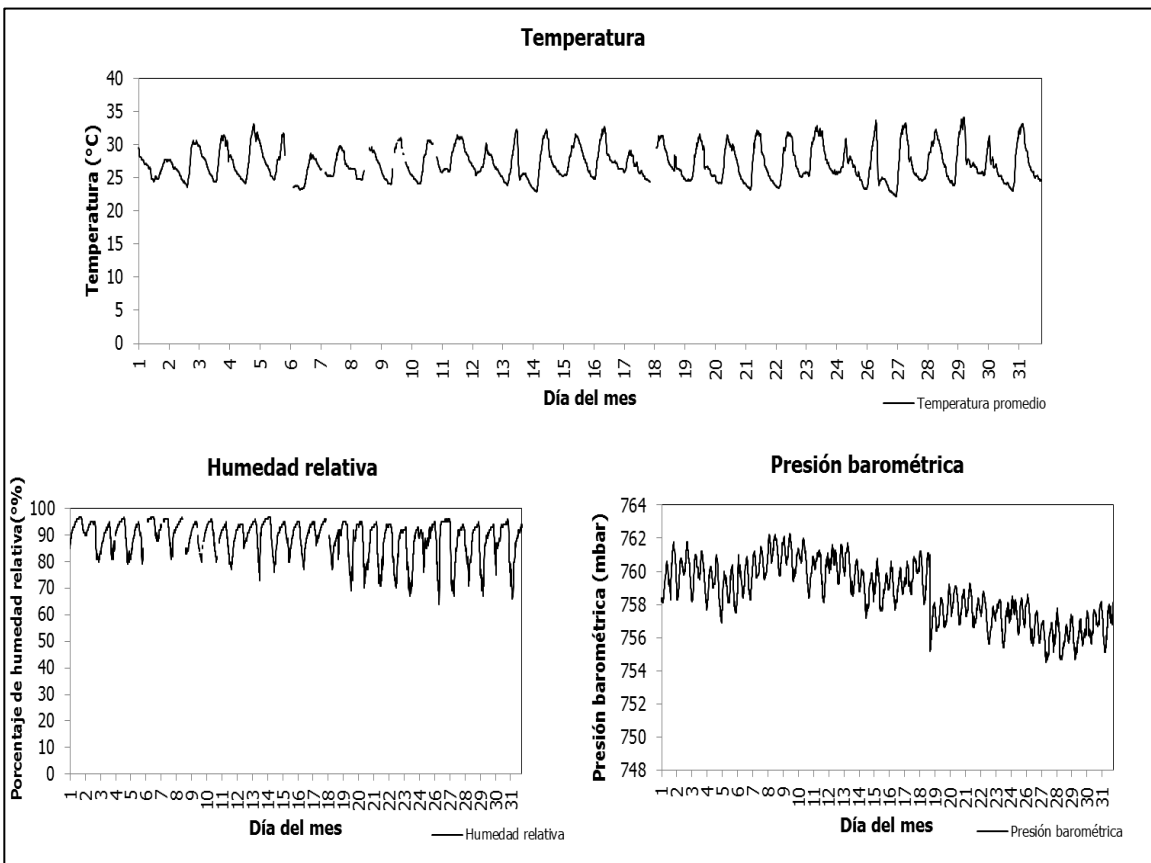 Temperatura
Temperatura (°C)
40
35
30
25
20
15
10
5
0
1 2 3 4 5 6 7 8 9 10 11 12 13 14 15 16 17 18 19 20 21 22 23 24 25 26 27 28 29 30 31
Día del mes
Temperatura promedio
Humedad relativa
Porcentaje de humedad relativa(°%)
100
90
80
70
60
50
40
30
20
10
0
1 2 3 4 5 6 7 8 9 10 11 12 13 14 15 16 17 18 19 20 21 22 23 24 25 26 27 28 29 30 31
Día del mes
Humedad relativa
Presión barométrica
Presión barométrica (mbar)
764
762
760
758
756
754
752
750
748
1 2 3 4 5 6 7 8 9 10 11 12 13 14 15 16 17 18 19 20 21 22 23 24 25 26 27 28 29 30 31
Día del mes
Presión barométrica